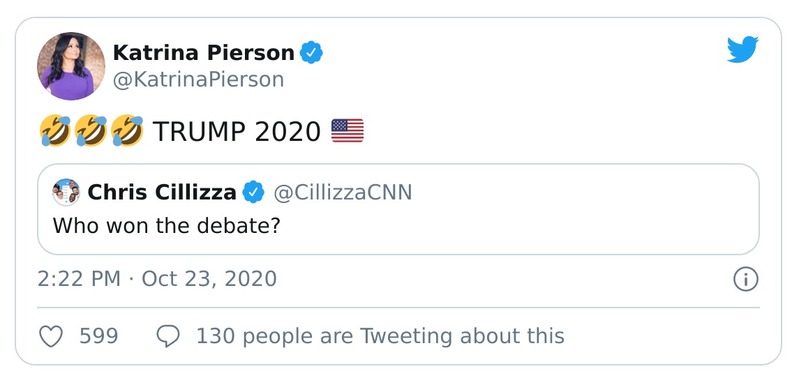 Katrina Pierson
@KatrinaPierson
🤣🤣🤣 TRUMP 2020 🇺🇸
Chris Cillizza @CillizzaCNN
Who won the debate?
2:22 PM · Oct 23, 2020
599 130 people are Tweeting about this